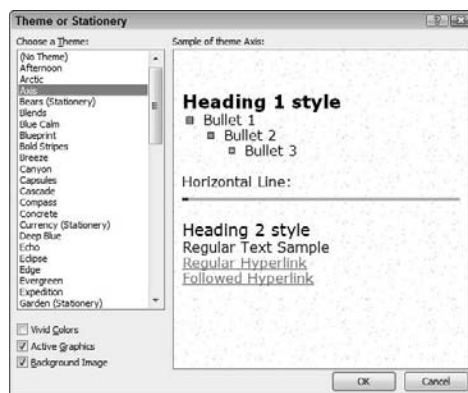 Theme or Stationery
Choose a Theme:
(No Theme)
Afternoon
Arctic
Axis
Bears (Stationery)
Blends
Blue Calm
Blueprint
Bold Stripes
Breeze
Canyon
Capsules
Cascade
Compass
Concrete
Currency (Stationery)
Deep Blue
Echo
Eclipse
Edge
Evergreen
Expedition
Garden (Stationery)
Vivid Colors
Active Graphics
Background Image
Sample of theme Axis:
Heading 1 style
Bullet 1
Bullet 2
Bullet 3
Horizontal Line:
Heading 2 style
Regular Text Sample
Regular Hyperlink
Followed Hyperlink
OK Cancel